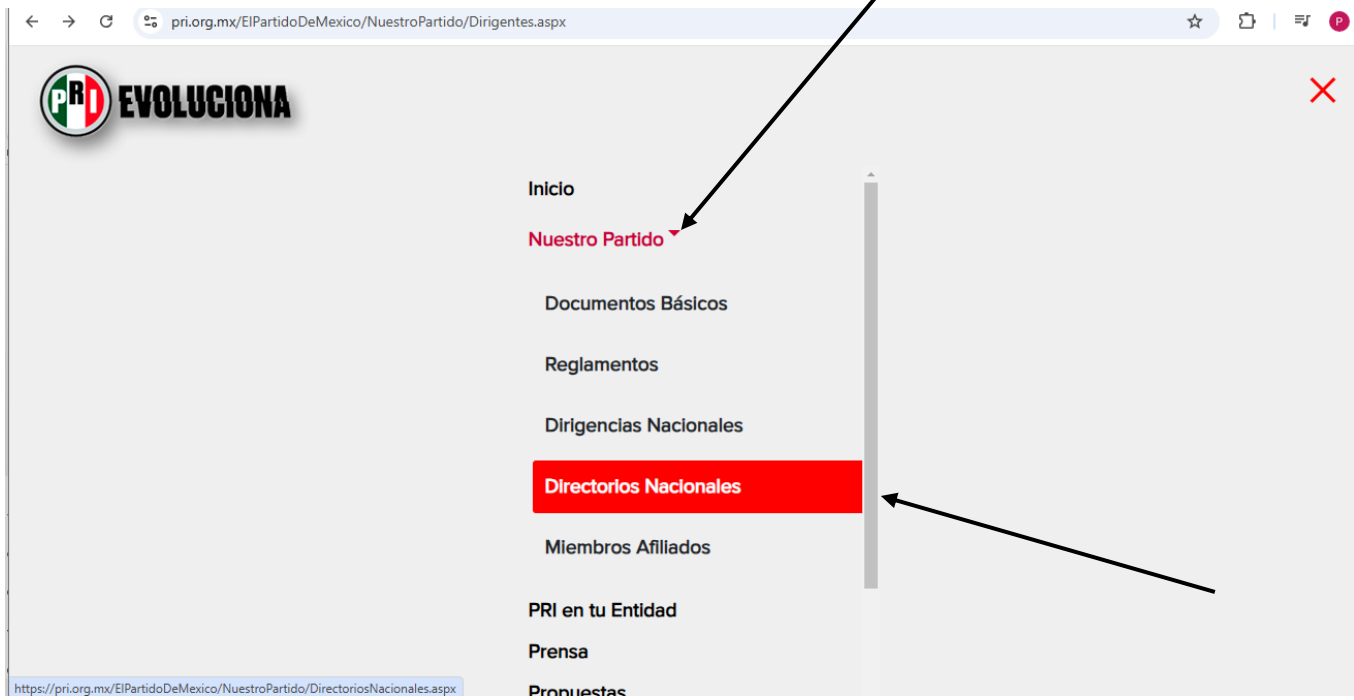 pri.org.mx/ElPartidoDeMexico/NuestroPartido/Dirigentes.aspx
P
PRI EVOLUCIONA
Inicio
Nuestro Partido
Documentos Básicos
Reglamentos
Dirigencias Nacionales
Directorios Nacionales
Miembros Afiliados
PRI en tu Entidad
Prensa
Propuestas
https://pri.org.mx/ElPartidoDeMexico/NuestroPartido/DirectoriosNacionales.aspx